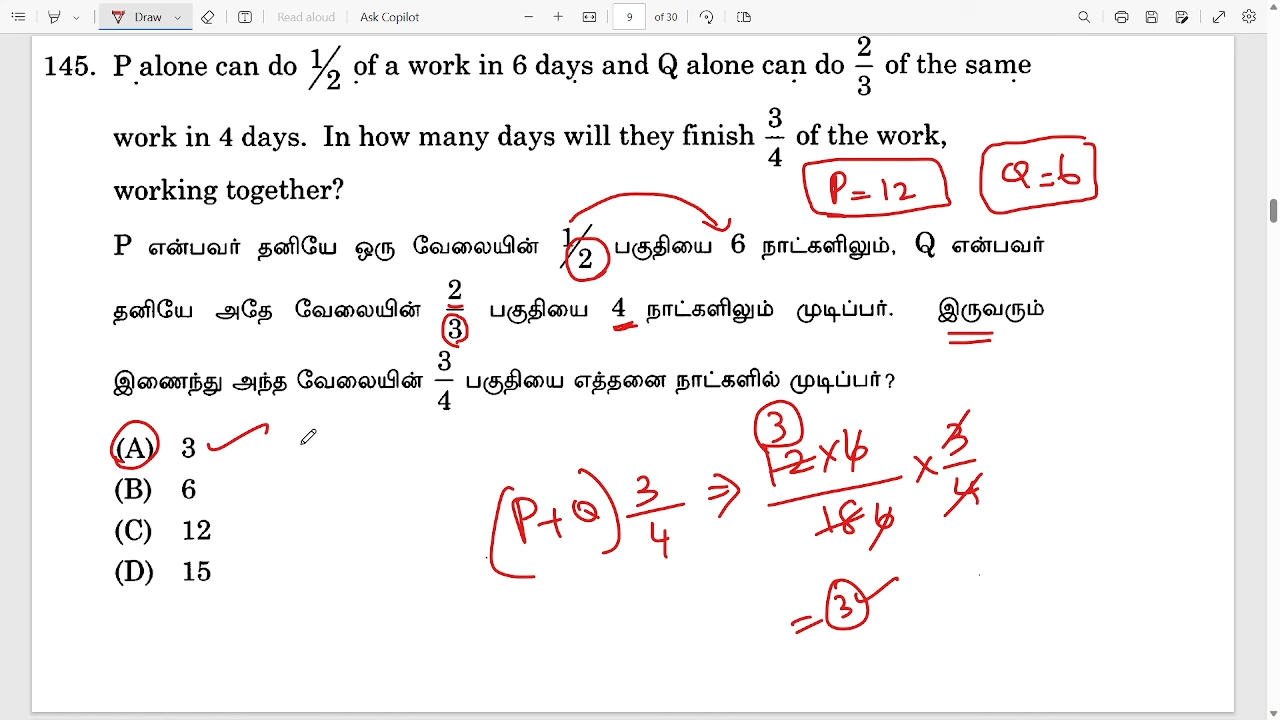 Draw
Read aloud
Ask Copilot
9 of 30
145. P alone can do 1/2 of a work in 6 days and Q alone can do 2/3 of the same
work in 4 days. In how many days will they finish 3/4 of the work,
working together?
P = 12
Q = 6
P என்பவர் தனியே ஒரு வேலையின் 1/2 பகுதியை 6 நாட்களிலும், Q என்பவர்
தனியே அதே வேலையின் 2/3 பகுதியை 4 நாட்களிலும் முடிப்பர். இருவரும்
இணைந்து அந்த வேலையின் 3/4 பகுதியை எத்தனை நாட்களில் முடிப்பர்?
(A) 3
(B) 6
(C) 12
(D) 15
(P+Q) 3/4 ⇒ 12×6/18 × 3/4
3
6
= 3